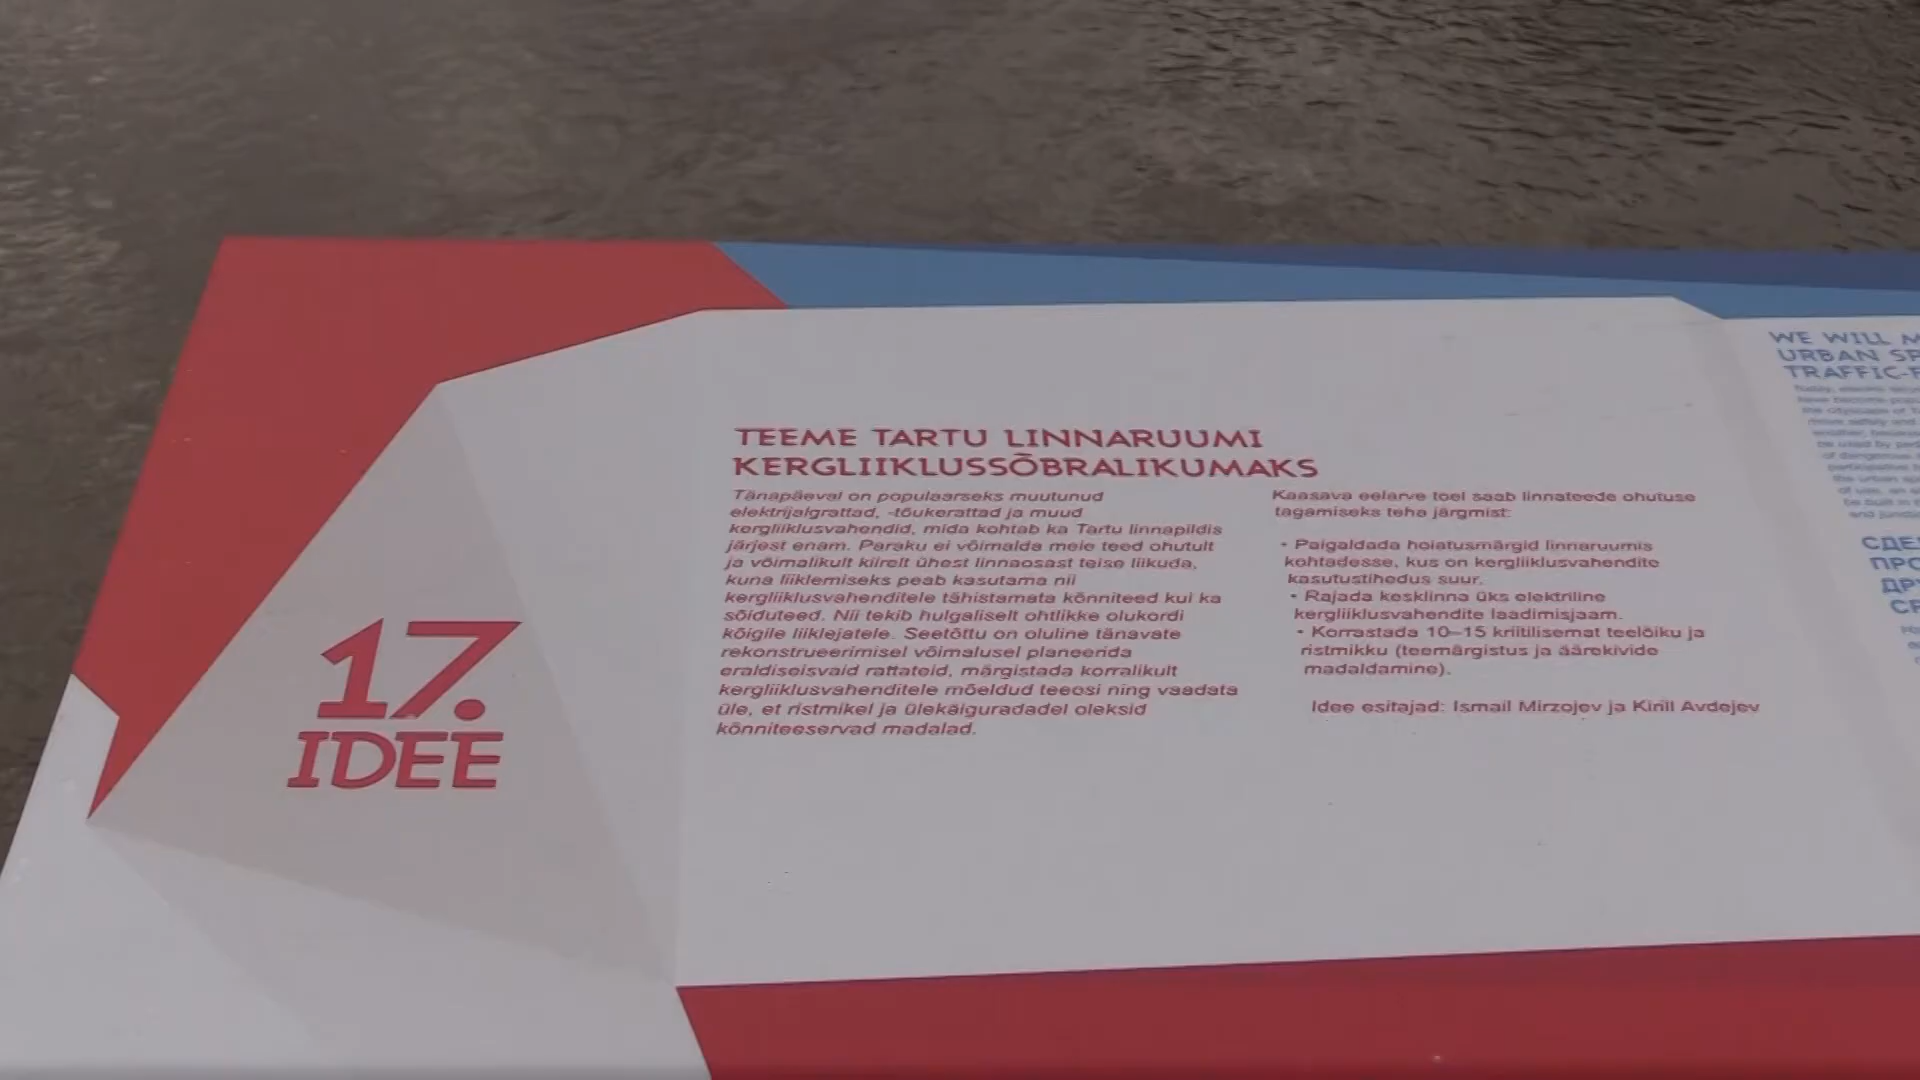 17.
IDEE
TEEME TARTU LINNARUUMI
KERGLIIKLUSSÕBRALIKUMAKS
Tänapäeval on populaarseks muutunud
elektrijalgrattad, -tõukerattad ja muud
kergliiklusvahendid, mida kohtab ka Tartu linnapildis
järjest enam. Paraku ei võimalda meie teed ohutult
ja võimalikult kiirelt ühest linnaosast teise liikuda,
kuna liiklemiseks peab kasutama nii
kergliiklusvahenditele tähistamata kõnniteed kui ka
sõiduteed. Nii tekib hulgaliselt ohtlikke olukordi
kõigile liiklejatele. Seetõttu on oluline tänavate
rekonstrueerimisel võimalusel planeerida
eraldiseisvaid rattateid, märgistada korralikult
kergliiklusvahenditele mõeldud teeosi ning vaadata
üle, et ristmikel ja ülekäiguradadel oleksid
kõnniteeservad madalad.
Kaasava eelarve toel saab linnateede ohutuse
tagamiseks teha järgmist:
• Paigaldada hoiatusmärgid linnaruumis
kohtadesse, kus on kergliiklusvahendite
kasutustihedus suur.
• Rajada kesklinna üks elektriline
kergliiklusvahendite laadimisjaam.
• Korrastada 10–15 kriitilisemat teelõiku ja
ristmikku (teemärgistus ja äärekivide
madaldamine).
Idee esitajad: Ismail Mirzojev ja Kirill Avdejev
WE WILL M
URBAN SP
TRAFFIC-F
СДЕ
ПРО
ДР
СР